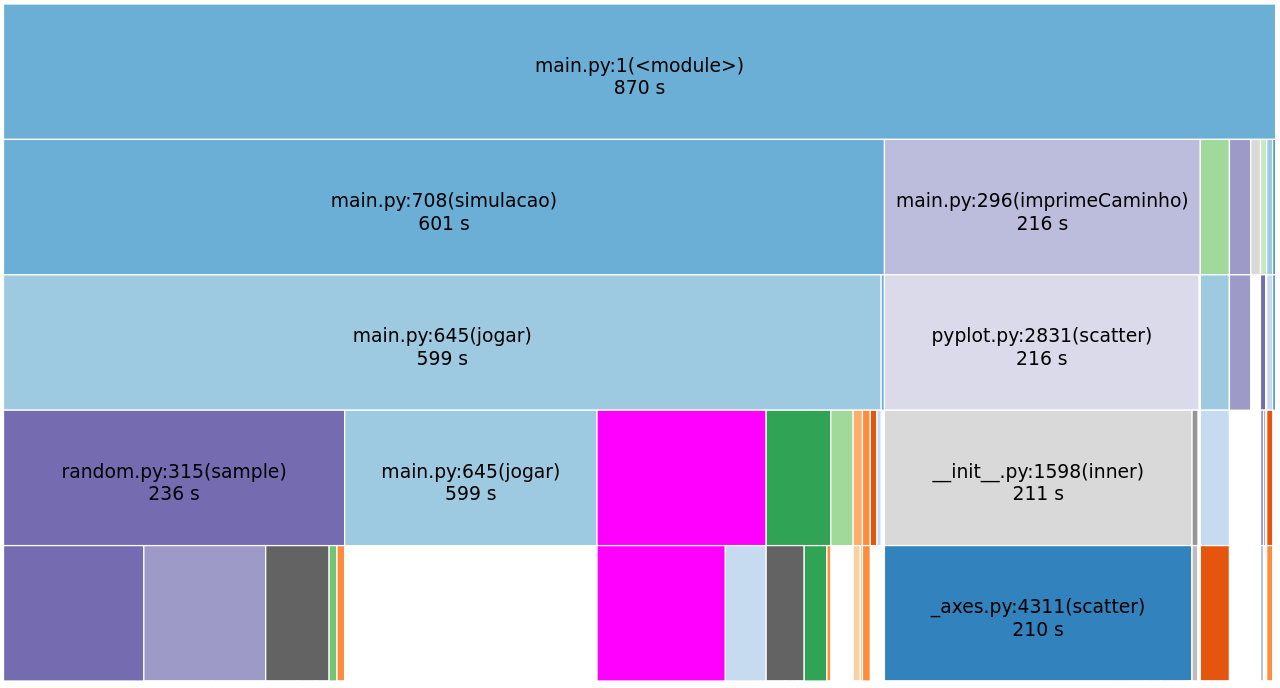 main.py:1(<module>)
870 s
main.py:708(simulacao)
601 s
main.py:296(imprimeCaminho)
216 s
main.py:645(jogar)
599 s
pyplot.py:2831(scatter)
216 s
random.py:315(sample)
236 s
main.py:645(jogar)
599 s
__init__.py:1598(inner)
211 s
_axes.py:4311(scatter)
210 s